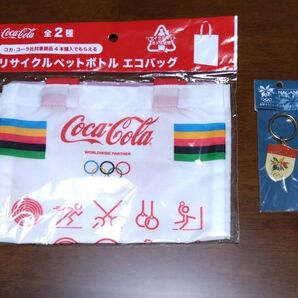 Coca-Cola 全2種
コカ・コーラ社対象商品4本購入でもらえる
リサイクルペットボトル エコバッグ
Coca-Cola
WORLDWIDE PARTNER
NAGANO